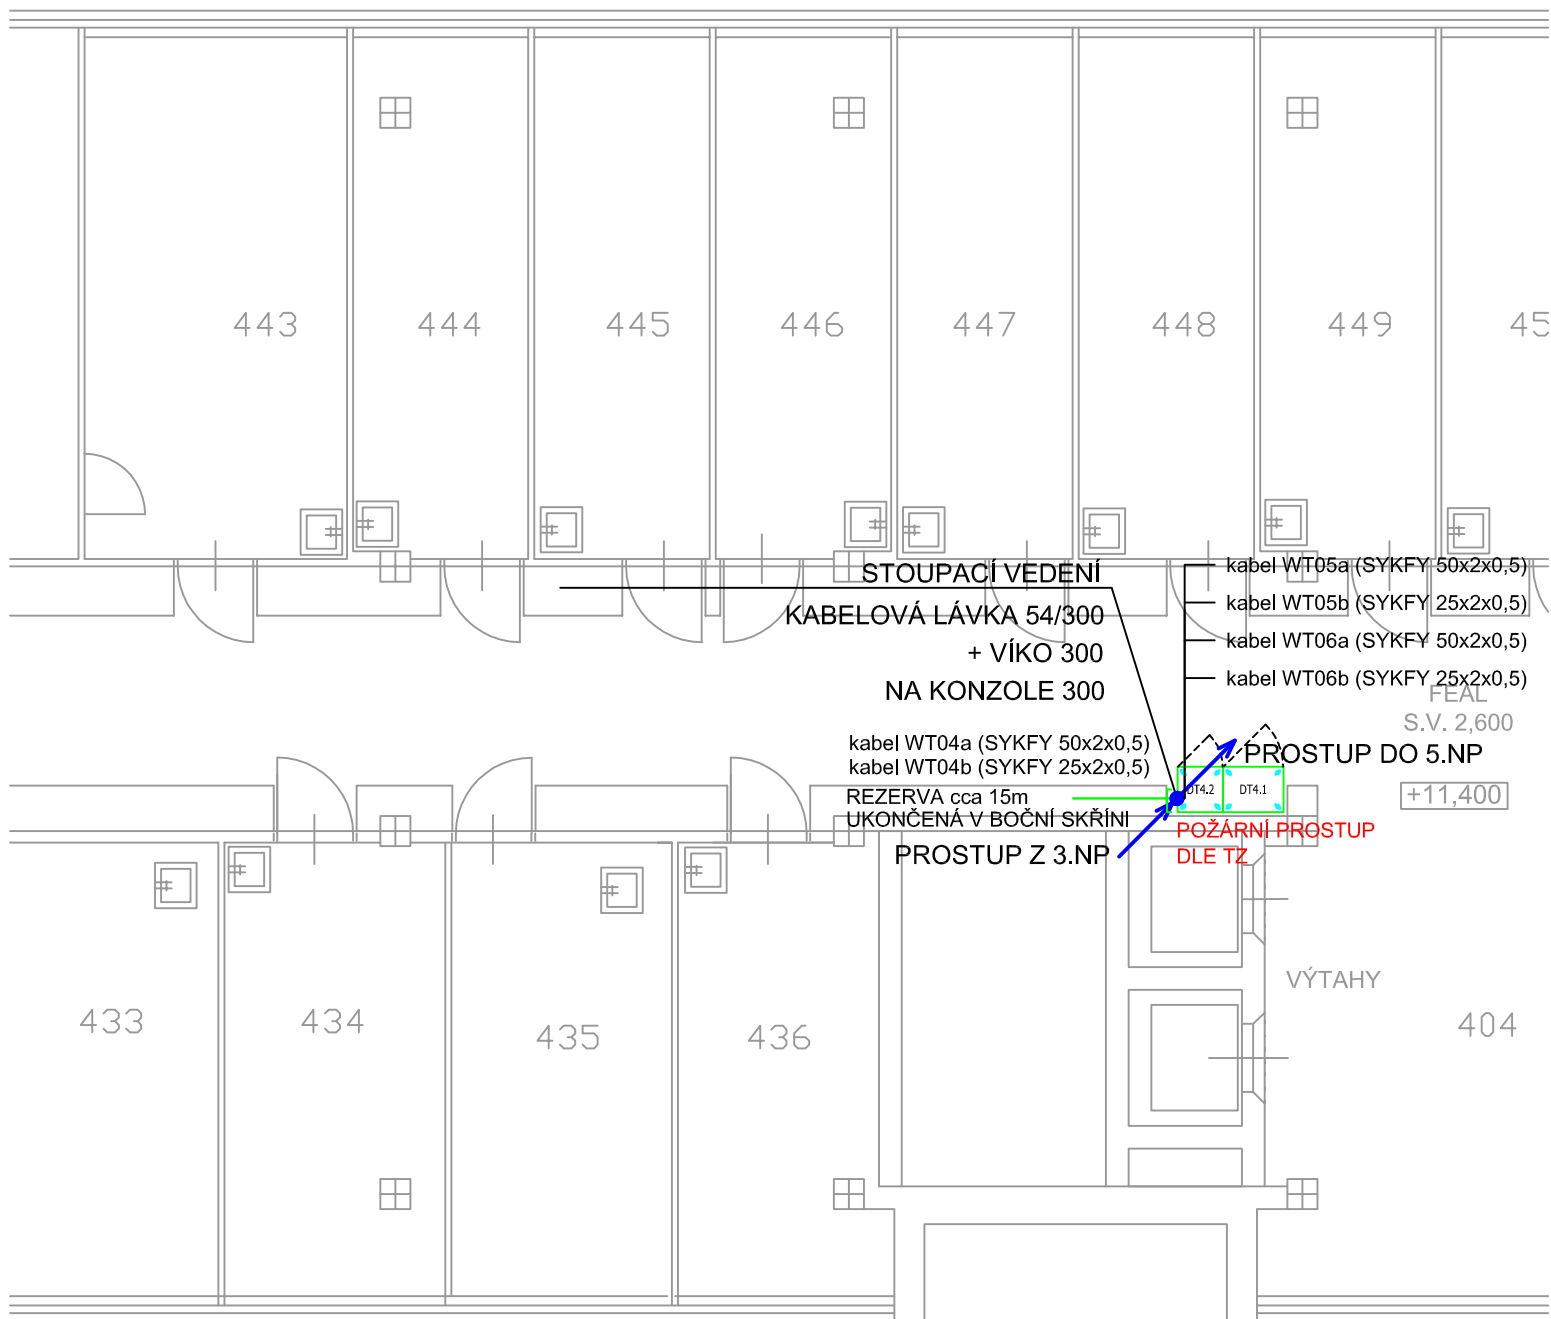 443
444
445
446
447
448
449
45
STOUPACÍ VEDENÍ
KABELOVÁ LÁVKA 54/300
+ VÍKO 300
NA KONZOLE 300
kabel WT05a (SYKFY 50x2x0,5)
kabel WT05b (SYKFY 25x2x0,5)
kabel WT06a (SYKFY 50x2x0,5)
kabel WT06b (SYKFY 25x2x0,5)
FEAL
S.V. 2,600
kabel WT04a (SYKFY 50x2x0,5)
kabel WT04b (SYKFY 25x2x0,5)
REZERVA cca 15m
UKONČENÁ V BOČNÍ SKŘÍNI
PROSTUP Z 3.NP
PROSTUP DO 5.NP
DT4.2
DT4.1
+11,400
POŽÁRNÍ PROSTUP
DLE TZ
VÝTAHY
433
434
435
436
404